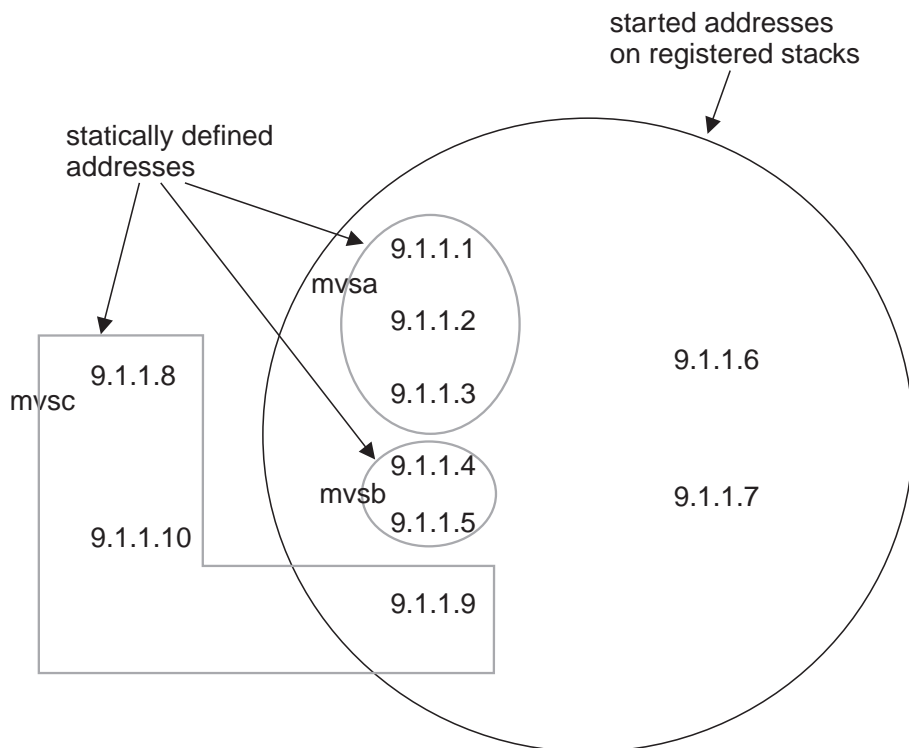 started addresses
on registered stacks
statically defined
addresses
9.1.1.1
mvsa
9.1.1.2
9.1.1.3
9.1.1.6
9.1.1.8
mvsc
9.1.1.4
mvsb
9.1.1.5
9.1.1.7
9.1.1.10
9.1.1.9